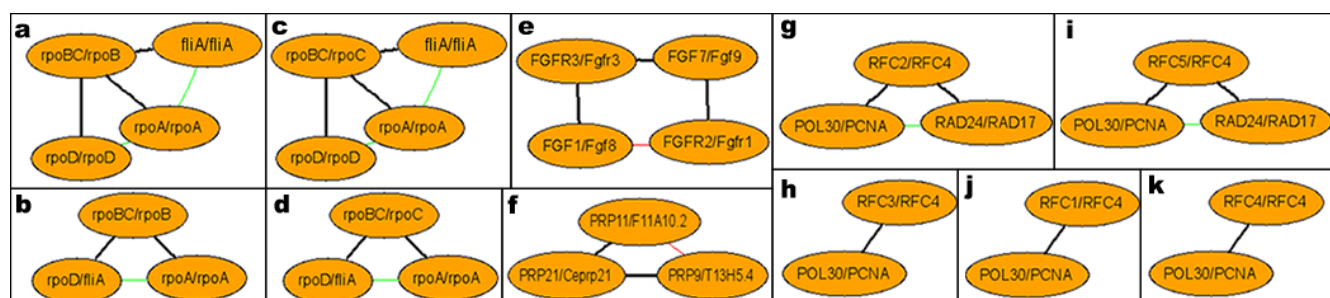 a
rpoBC/rpoB
fliA/fliA
rpoA/rpoA
rpoD/rpoD
b
rpoBC/rpoB
rpoD/fliA
rpoA/rpoA
c
rpoBC/rpoC
fliA/fliA
rpoA/rpoA
rpoD/rpoD
d
rpoBC/rpoC
rpoD/fliA
rpoA/rpoA
e
FGFR3/Fgfr3
FGF7/Fgf9
FGF1/Fgf8
FGFR2/Fgfr1
f
PRP11/F11A10.2
PRP21/Ceprp21
PRP9/T13H5.4
g
RFC2/RFC4
POL30/PCNA
RAD24/RAD17
h
RFC3/RFC4
POL30/PCNA
i
RFC5/RFC4
POL30/PCNA
RAD24/RAD17
j
RFC1/RFC4
POL30/PCNA
k
RFC4/RFC4
POL30/PCNA